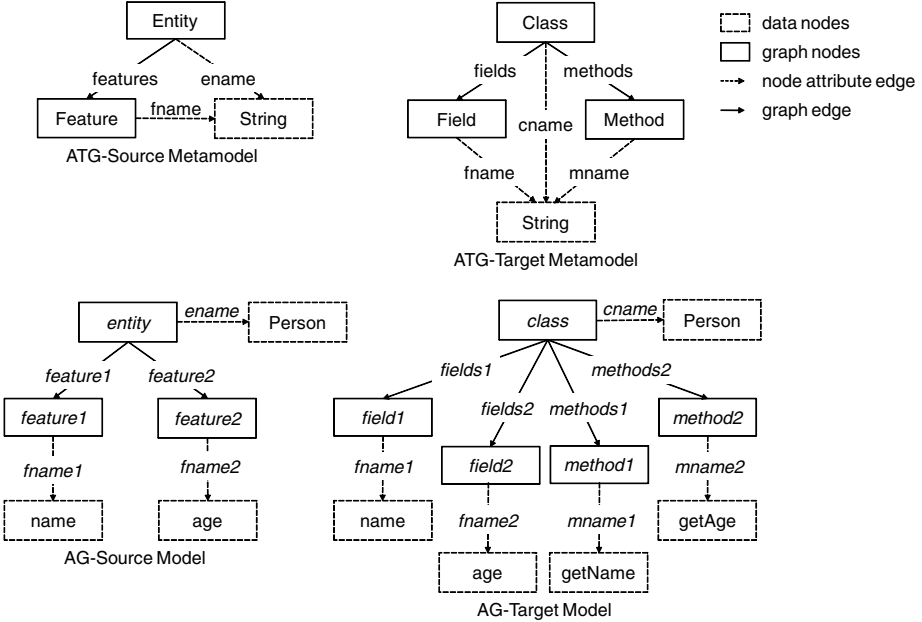 Entity
features
ename
Feature
fname
String
ATG-Source Metamodel
Class
fields
methods
Field
cname
Method
fname
mname
String
ATG-Target Metamodel
data nodes
graph nodes
node attribute edge
graph edge
entity
ename
Person
feature1
feature2
feature1
feature2
fname1
fname2
name
age
AG-Source Model
class
cname
Person
fields1
methods2
fields2
methods1
field1
method2
field2
method1
fname1
mname2
fname2
mname1
name
getAge
age
getName
AG-Target Model